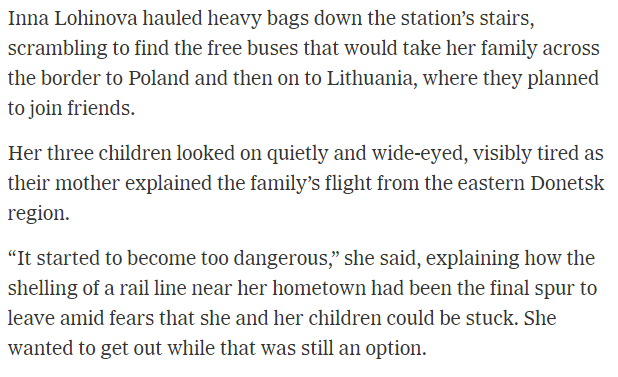 Inna Lohinova hauled heavy bags down the station’s stairs,
scrambling to find the free buses that would take her family across
the border to Poland and then on to Lithuania, where they planned
to join friends.
Her three children looked on quietly and wide-eyed, visibly tired as
their mother explained the family’s flight from the eastern Donetsk
region.
“It started to become too dangerous,” she said, explaining how the
shelling of a rail line near her hometown had been the final spur to
leave amid fears that she and her children could be stuck. She
wanted to get out while that was still an option.